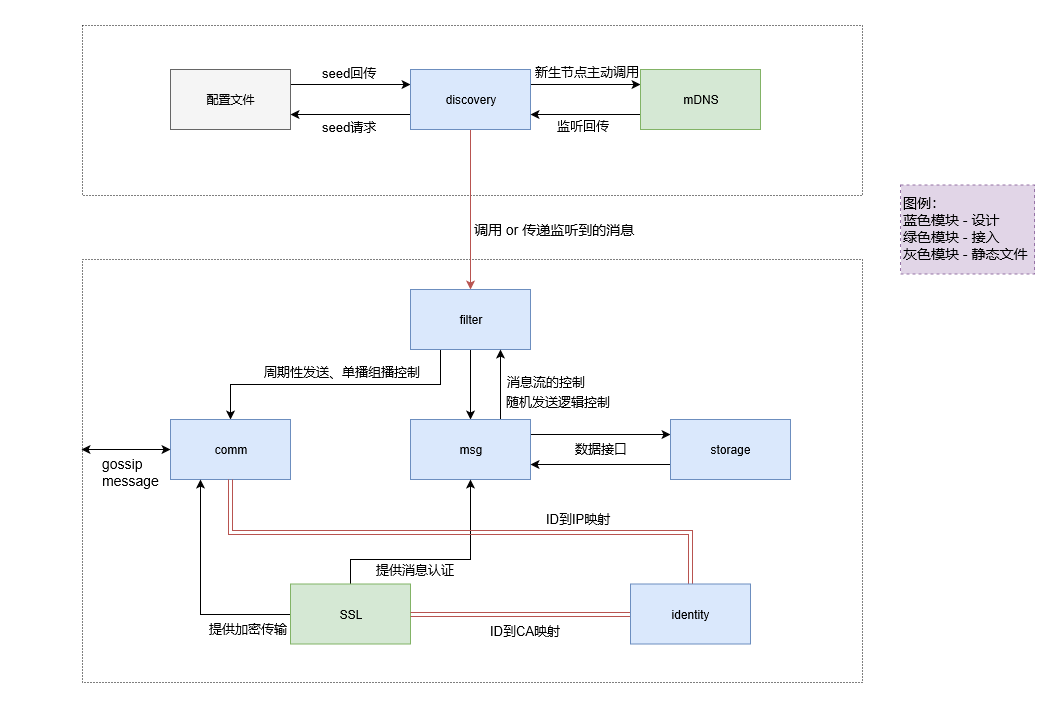 seed回传
新生节点主动调用
配置文件
discovery
mDNS
seed请求
监听回传
调用 or 传递监听到的消息
图例：
蓝色模块 - 设计
绿色模块 - 接入
灰色模块 - 静态文件
filter
周期性发送、单播组播控制
消息流的控制
随机发送逻辑控制
comm
msg
数据接口
storage
gossip
message
ID到IP映射
提供消息认证
SSL
identity
提供加密传输
ID到CA映射